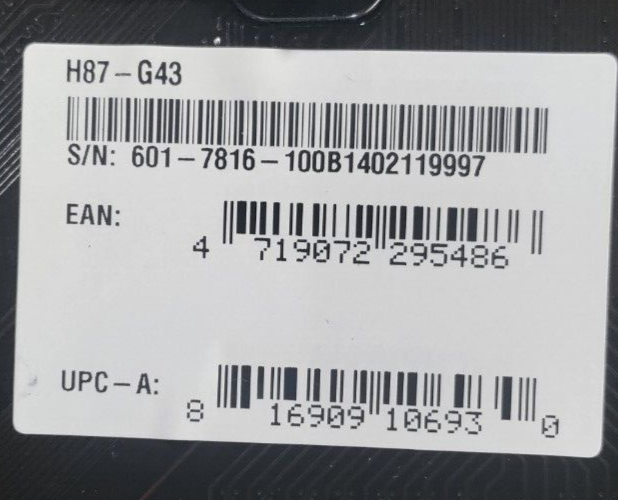 H87-G43
S/N: 601-7816-100B1402119997
EAN:
4 719072 295486
UPC-A:
8 16909 10693 0